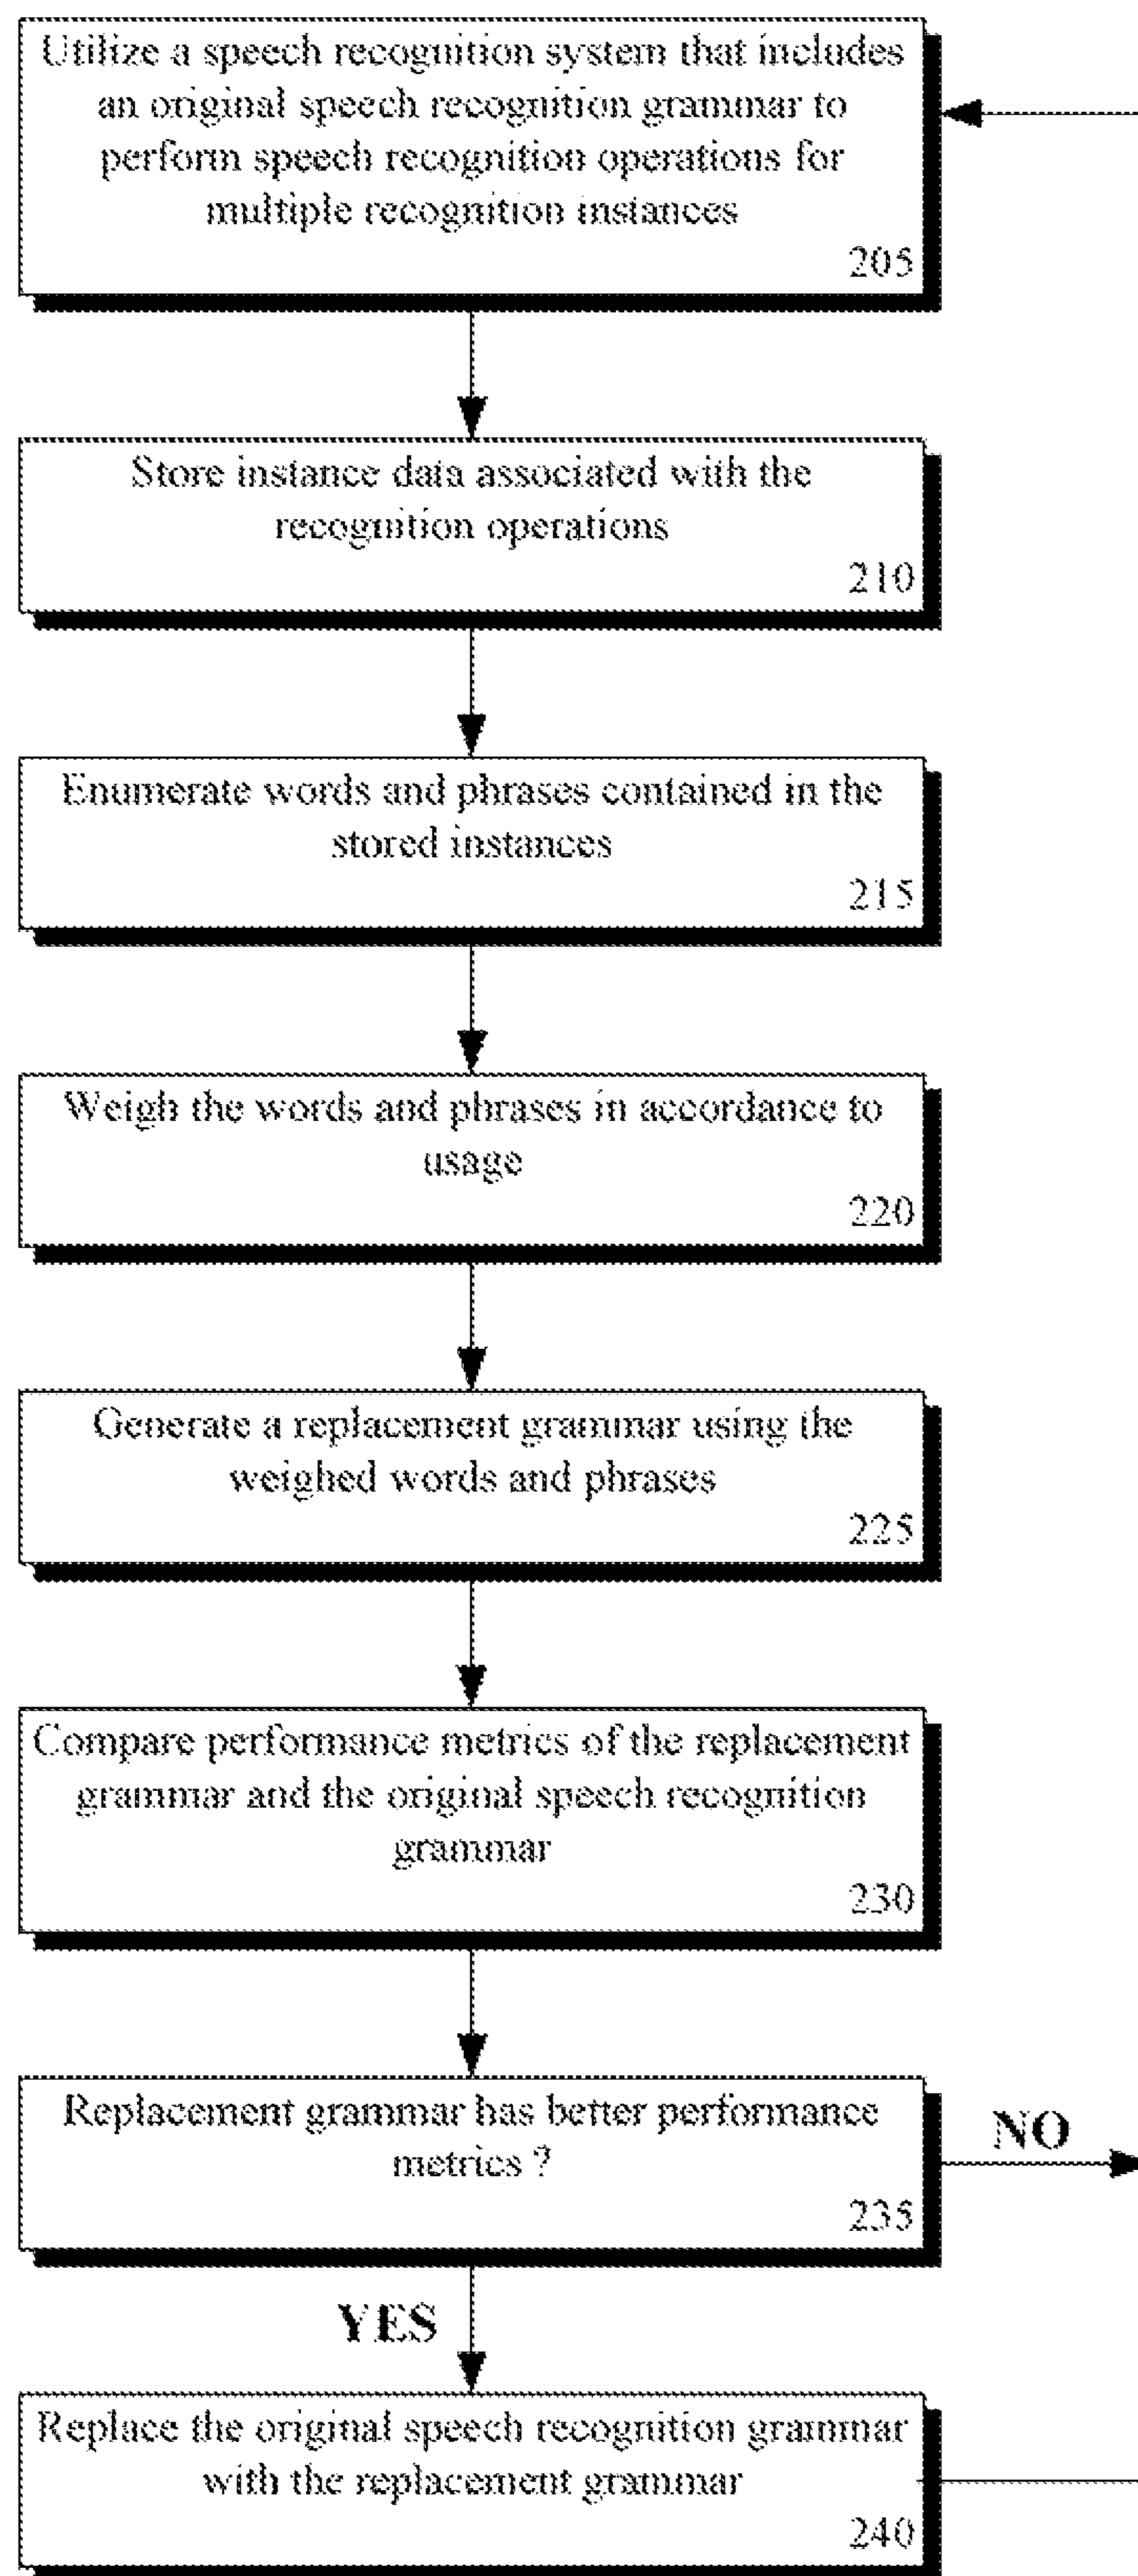 Utilize a speech recognition system that includes
an original speech recognition grammar to
perform speech recognition operations for
multiple recognition instances
205
Store instance data associated with the
recognition operations
210
Enumerate words and phrases contained in the
stored instances
215
Weigh the words and phrases in accordance to
usage
220
Generate a replacement grammar using the
weighed words and phrases
225
Compare performance metrics of the replacement
grammar and the original speech recognition
grammar
230
Replacement grammar has better performance
metrics ?
235
NO
YES
Replace the original speech recognition grammar
with the replacement grammar
240